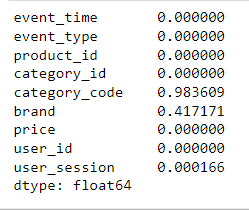 event_time 0.000000
event_type 0.000000
product_id 0.000000
category_id 0.000000
category_code 0.983609
brand 0.417171
price 0.000000
user_id 0.000000
user_session 0.000166
dtype: float64